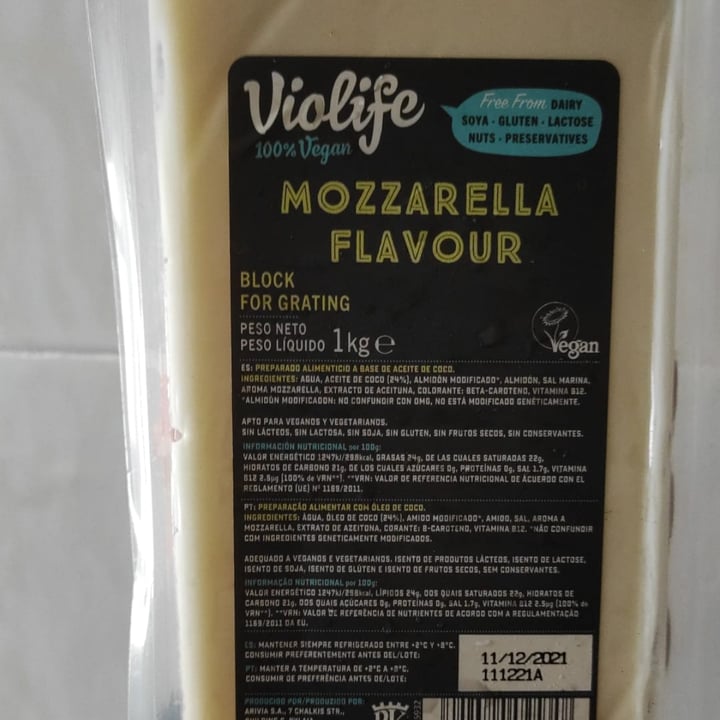 Violife
100% Vegan
Free From DAIRY
SOYA - GLUTEN - LACTOSE
NUTS - PRESERVATIVES
MOZZARELLA
FLAVOUR
BLOCK
FOR GRATING
PESO NETO
PESO LÍQUIDO 1kg e
Vegan
ES: PREPARADO ALIMENTICIO A BASE DE ACEITE DE COCO.
INGREDIENTES: AGUA, ACEITE DE COCO (24%), ALMIDÓN MODIFICADO*, ALMIDÓN, SAL MARINA,
AROMA MOZZARELLA, EXTRACTO DE ACEITUNA, COLORANTE: BETA-CAROTENO, VITAMINA B12.
*ALMIDÓN MODIFICADON: NO CONFUNDIR CON OMG, NO ESTÁ MODIFICADO GENÉTICAMENTE.
APTO PARA VEGANOS Y VEGETARIANOS.
SIN LÁCTEOS, SIN LACTOSA, SIN SOJA, SIN GLUTEN, SIN FRUTOS SECOS, SIN CONSERVANTES.
INFORMACIÓN NUTRICIONAL por 100g:
VALOR ENERGÉTICO 1247kJ/298kcal, GRASAS 24g, DE LAS CUALES SATURADAS 22g,
HIDRATOS DE CARBONO 21g, DE LOS CUALES AZÚCARES 0g, PROTEÍNAS 0g, SAL 1.7g, VITAMINA
B12 2.5µg (100% de VRN**). **VRN: VALOR DE REFERENCIA NUTRICIONAL DE ACUERDO CON EL
REGLAMENTO (UE) Nº 1169/2011.
PT: PREPARAÇÃO ALIMENTAR COM ÓLEO DE COCO.
INGREDIENTES: ÁGUA, ÓLEO DE COCO (24%), AMIDO MODIFICADO*, AMIDO, SAL, AROMA A
MOZZARELLA, EXTRATO DE AZEITONA, CORANTE: B-CAROTENO, VITAMINA B12. *NÃO CONFUNDIR
COM INGREDIENTES GENETICAMENTE MODIFICADOS.
ADEQUADO A VEGANOS E VEGETARIANOS. ISENTO DE PRODUTOS LÁCTEOS, ISENTO DE LACTOSE,
ISENTO DE SOJA, ISENTO DE GLÚTEN E ISENTO DE FRUTOS SECOS, SEM CONSERVANTES.
INFORMAÇÃO NUTRICIONAL por 100g:
VALOR ENERGÉTICO 1247kJ/298kcal, LÍPIDOS 24g, DOS QUAIS SATURADOS 22g, HIDRATOS DE
CARBONO 21g, DOS QUAIS AÇÚCARES 0g, PROTEÍNAS 0g, SAL 1.7g, VITAMINA B12 2.5µg (100% de
VRN**). **VRN: VALOR DE REFERÊNCIA DE NUTRIENTES DE ACORDO COM A REGULAMENTAÇÃO
1169/2011 DA EU.
ES: MANTENER SIEMPRE REFRIGERADO ENTRE +2°C Y +8°C.
CONSUMIR PREFERENTEMENTE ANTES DEL/LOTE:
PT: MANTER A TEMPERATURA DE +2°C A +8°C.
CONSUMIR DE PREFERÊNCIA ANTES DE/LOTE:
11/12/2021
111221A
PRODUCIDO POR/PRODUZIDO POR:
ARIVIA S.A., 7 CHALKIS STR.,